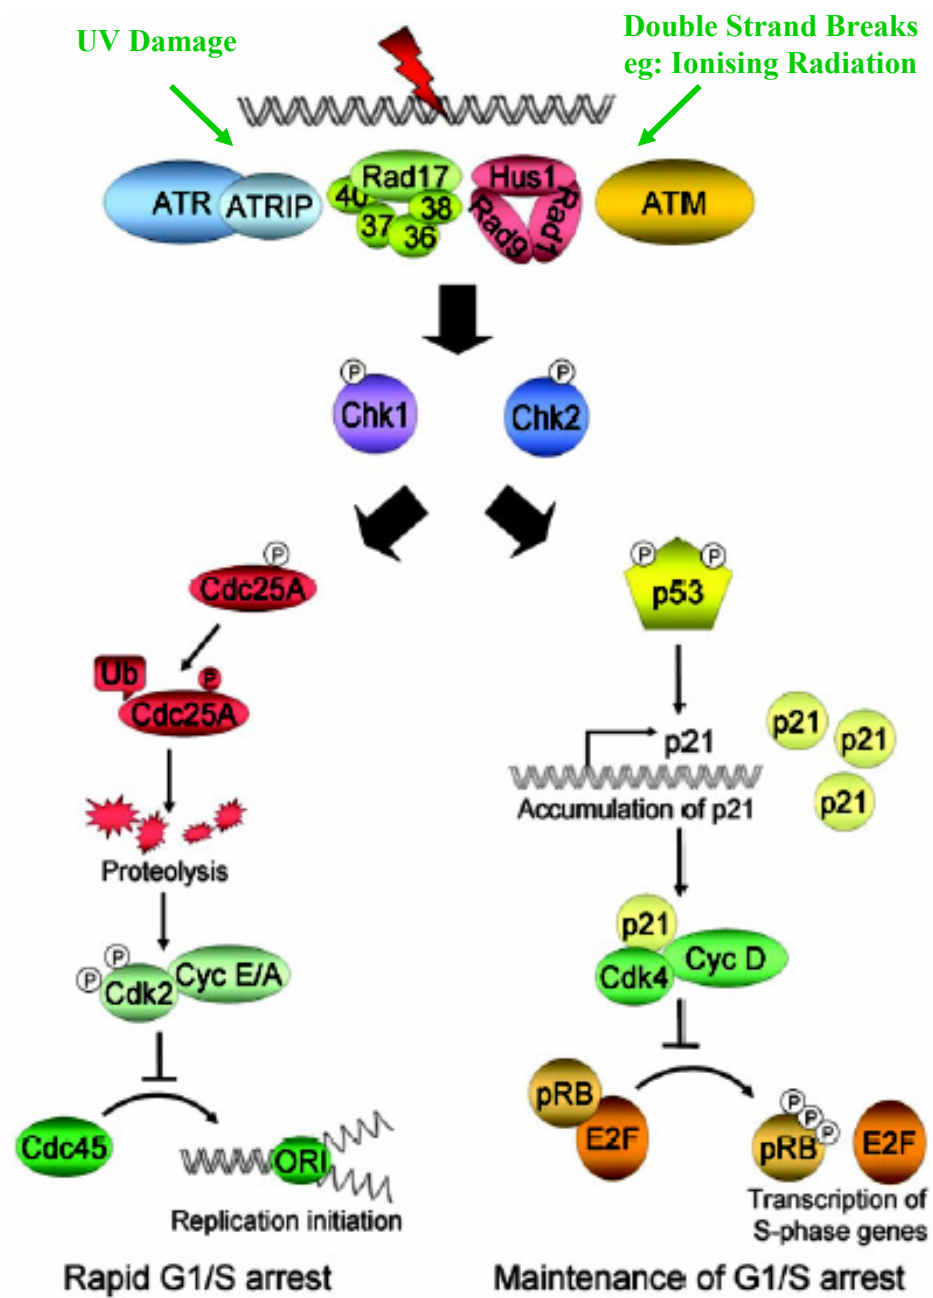 UV Damage
Double Strand Breaks
eg: Ionising Radiation
ATR
ATRIP
Rad17
40
38
37
36
Hus1
Rad9
Rad1
ATM
P
Chk1
P
Chk2
P
Cdc25A
P
P
p53
Ub
P
Cdc25A
p21
p21
p21
p21
Accumulation of p21
Proteolysis
P
P
Cdk2
Cyc E/A
p21
Cdk4
Cyc D
Cdc45
ORI
Replication initiation
pRB
E2F
P
P
P
pRB
E2F
Transcription of
S-phase genes
Rapid G1/S arrest
Maintenance of G1/S arrest